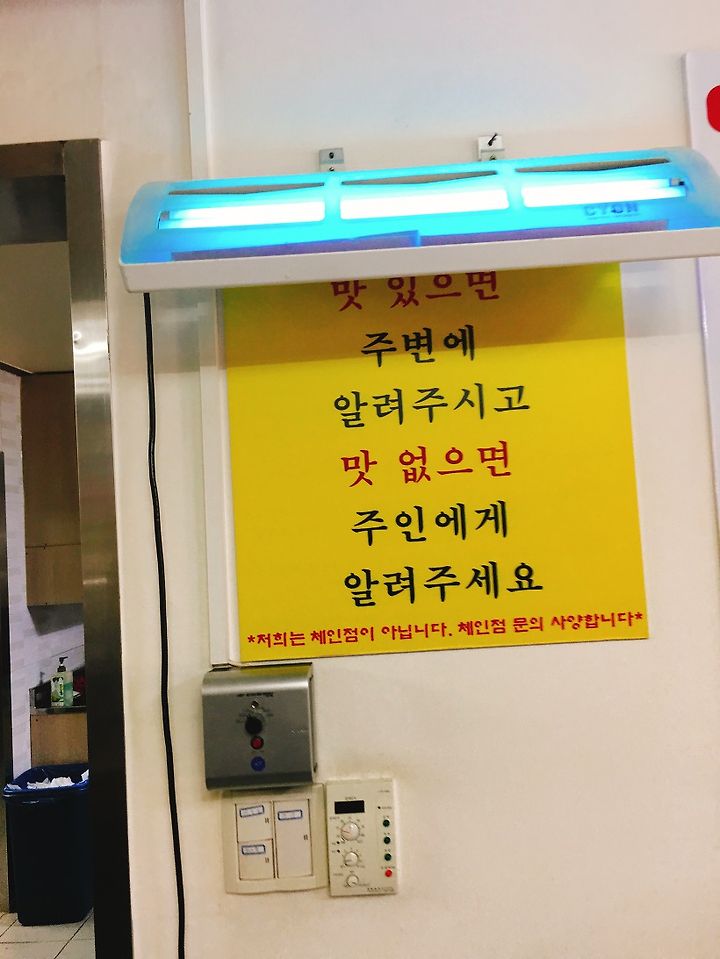 맛 있으면
주변에
알려주시고
맛 없으면
주인에게
알려주세요
*저희는 체인점이 아닙니다. 체인점 문의 사양합니다*